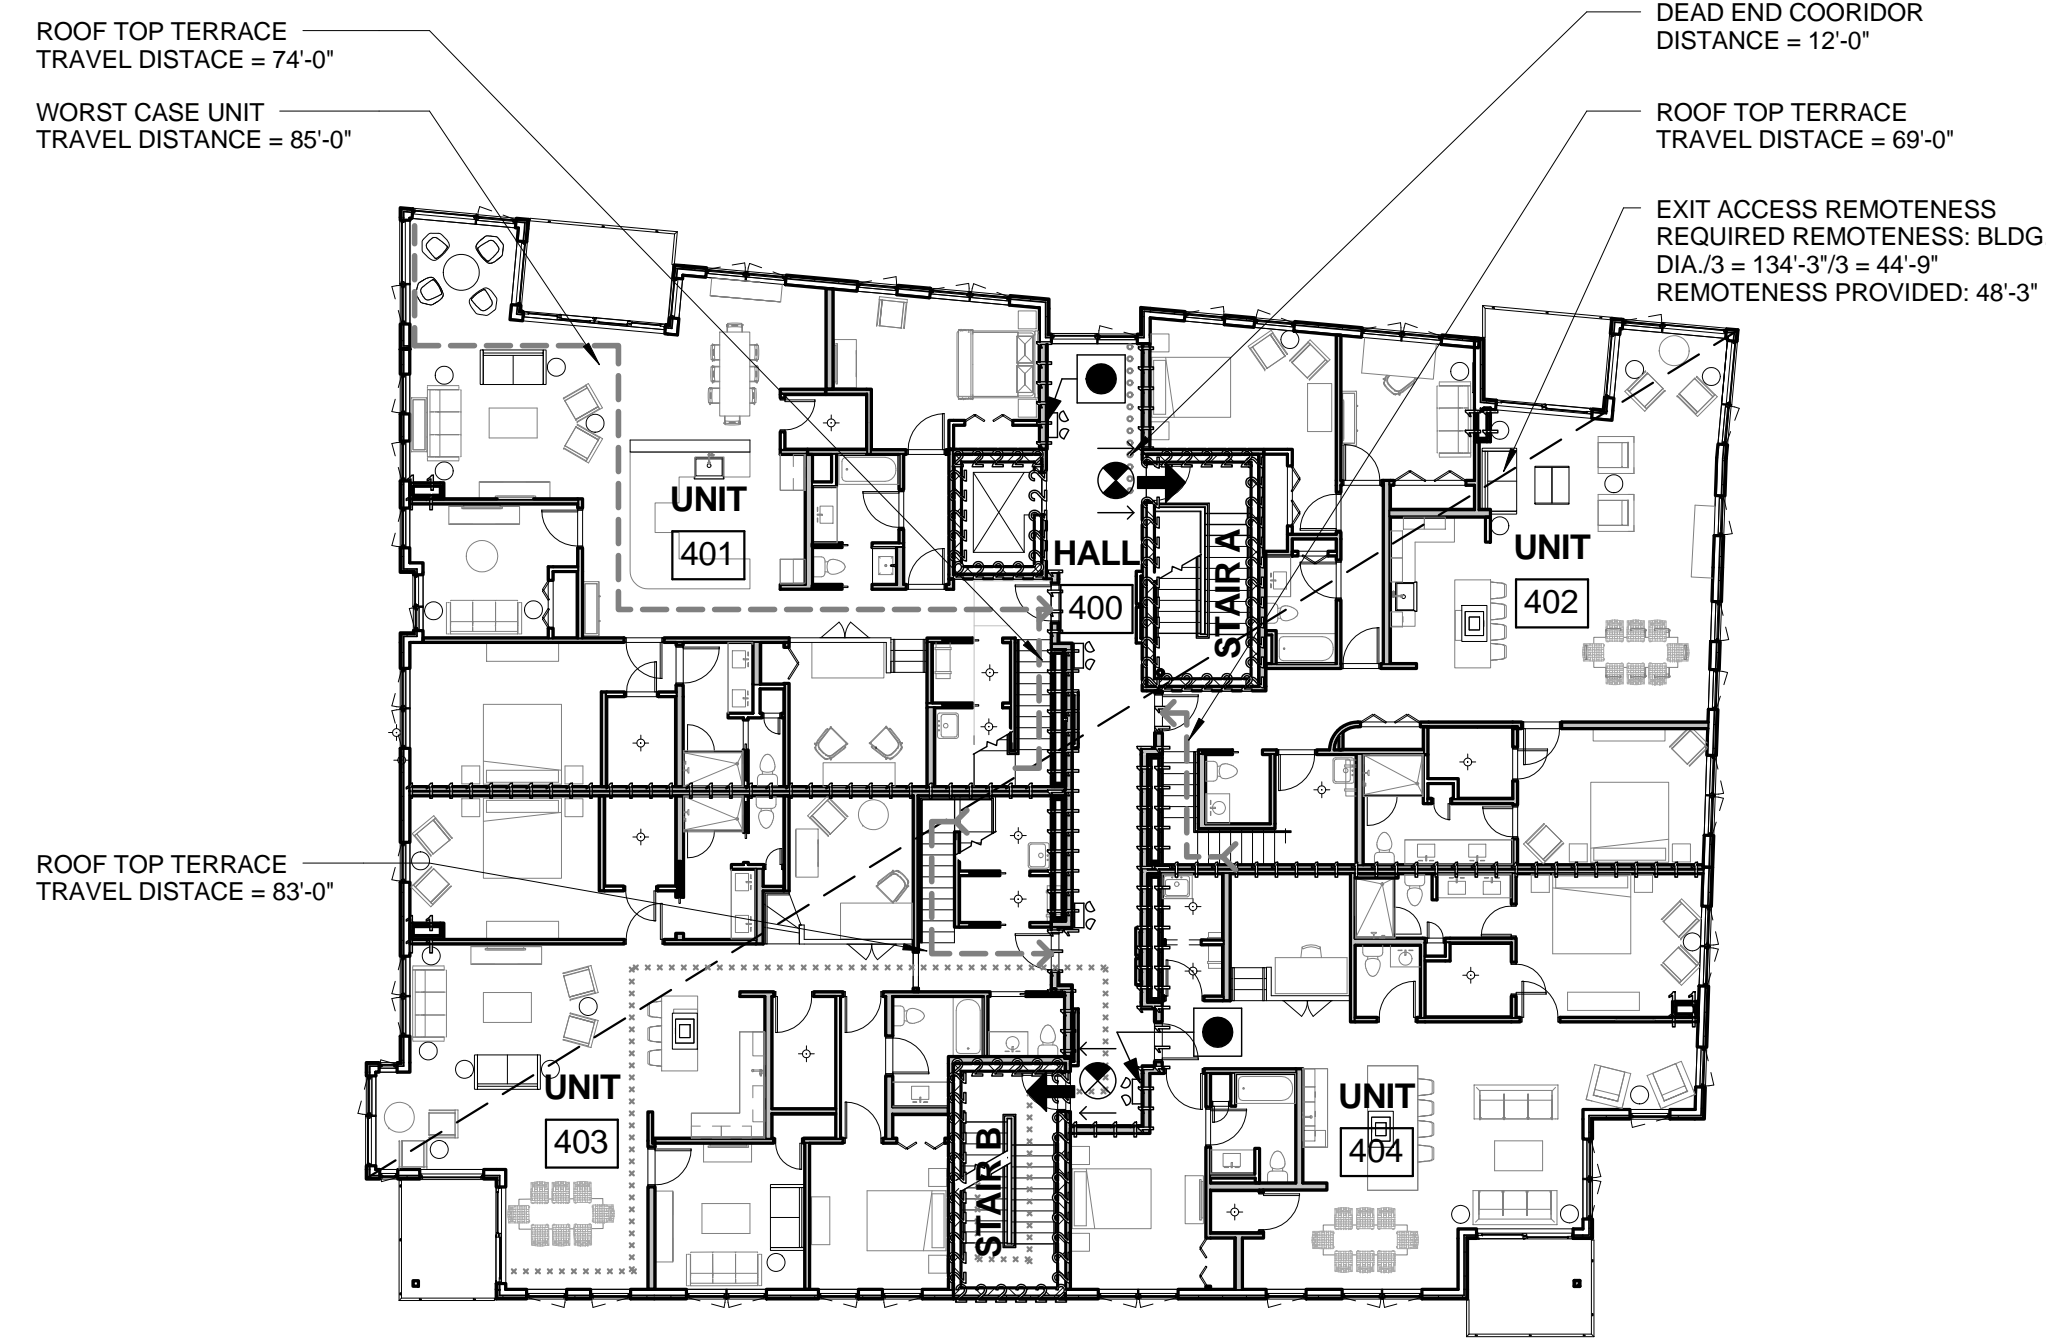 ROOF TOP TERRACE
TRAVEL DISTACE = 74'-0"
WORST CASE UNIT
TRAVEL DISTANCE = 85'-0"
DEAD END COORIDOR
DISTANCE = 12'-0"
ROOF TOP TERRACE
TRAVEL DISTACE = 69'-0"
EXIT ACCESS REMOTENESS
REQUIRED REMOTENESS: BLDG.
DIA./3 = 134'-3"/3 = 44'-9"
REMOTENESS PROVIDED: 48'-3"
UNIT
401
HALL
400
STAIR A
UNIT
402
ROOF TOP TERRACE
TRAVEL DISTACE = 83'-0"
UNIT
403
STAIR B
UNIT
404